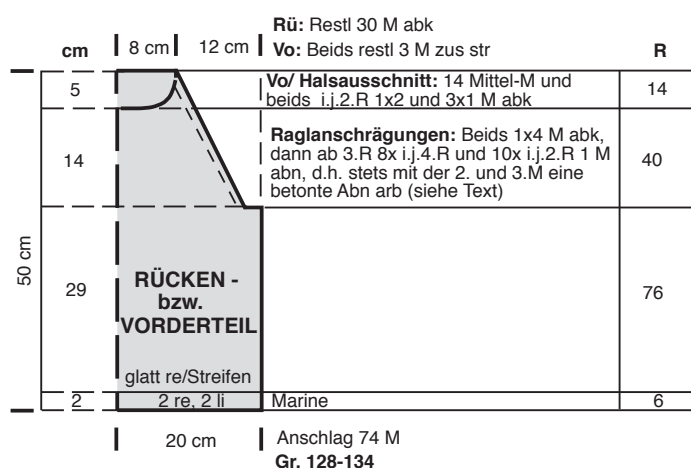 Rü: Restl 30 M abk
cm 8 cm 12 cm Vo: Beids restl 3 M zus str R
5 Vo/ Halsausschnitt: 14 Mittel-M und 14
beids i.j.2.R 1x2 und 3x1 M abk
Raglanschrägungen: Beids 1x4 M abk,
14 dann ab 3.R 8x i.j.4.R und 10x i.j.2.R 1 M 40
abn, d.h. stets mit der 2. und 3.M eine
betonte Abn arb (siehe Text)
50 cm
29 RÜCKEN - 76
bzw.
VORDERTEIL
glatt re/Streifen
2 2 re, 2 li Marine 6
20 cm Anschlag 74 M
Gr. 128-134